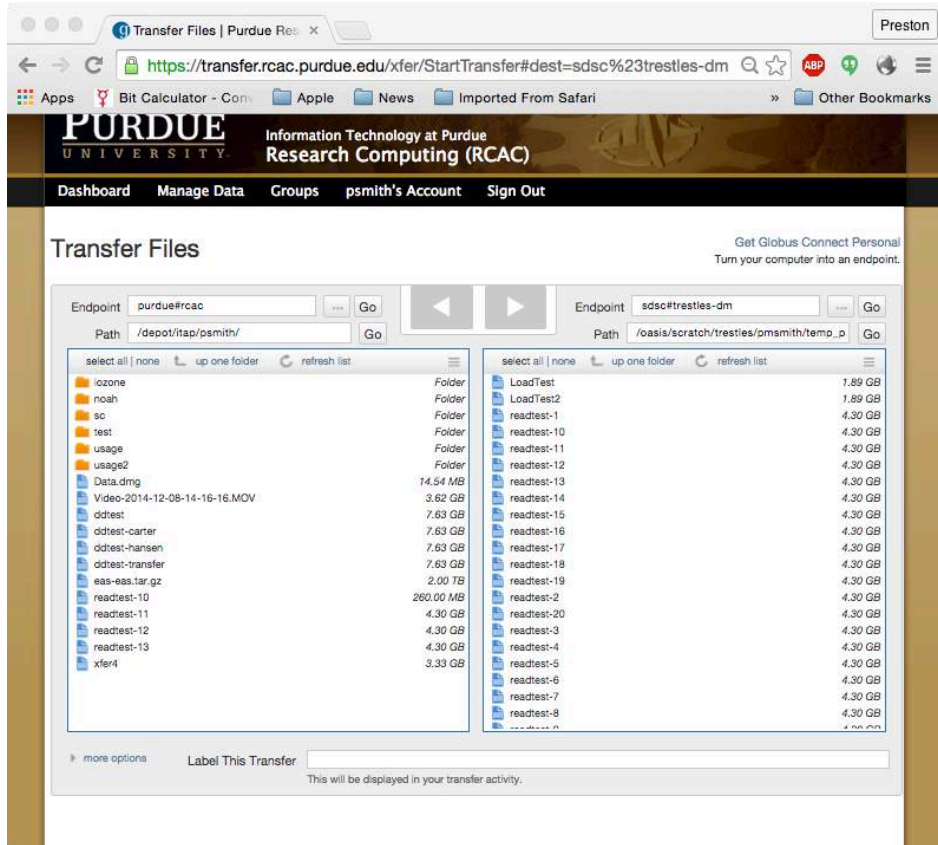 Transfer Files | Purdue Res
Preston
https://transfer.rcac.purdue.edu/xfer/StartTransfer#dest=sdsc%23trestles-dm
ABP
Apps Bit Calculator - Con Apple News Imported From Safari » Other Bookmarks
PURDUE
UNIVERSITY
Information Technology at Purdue
Research Computing (RCAC)
Dashboard Manage Data Groups psmith's Account Sign Out
Transfer Files
Get Globus Connect Personal
Turn your computer into an endpoint.
Endpoint purdue#rcac ... Go
Path /depot/itap/psmith/ Go
select all | none up one folder refresh list
iozone Folder
noah Folder
sc Folder
test Folder
usage Folder
usage2 Folder
Data.dmg 14.54 MB
Video-2014-12-08-14-16-16.MOV 3.62 GB
ddtest 7.63 GB
ddtest-carter 7.63 GB
ddtest-hansen 7.63 GB
ddtest-transfer 7.63 GB
eas-eas.tar.gz 2.00 TB
readtest-10 260.00 MB
readtest-11 4.30 GB
readtest-12 4.30 GB
readtest-13 4.30 GB
xfer4 3.33 GB
Endpoint sdsc#trestles-dm ... Go
Path /oasis/scratch/trestles/pmsmith/temp_p Go
select all | none up one folder refresh list
LoadTest 1.89 GB
LoadTest2 1.89 GB
readtest-1 4.30 GB
readtest-10 4.30 GB
readtest-11 4.30 GB
readtest-12 4.30 GB
readtest-13 4.30 GB
readtest-14 4.30 GB
readtest-15 4.30 GB
readtest-16 4.30 GB
readtest-17 4.30 GB
readtest-18 4.30 GB
readtest-19 4.30 GB
readtest-2 4.30 GB
readtest-20 4.30 GB
readtest-3 4.30 GB
readtest-4 4.30 GB
readtest-5 4.30 GB
readtest-6 4.30 GB
readtest-7 4.30 GB
readtest-8 4.30 GB
more options Label This Transfer
This will be displayed in your transfer activity.